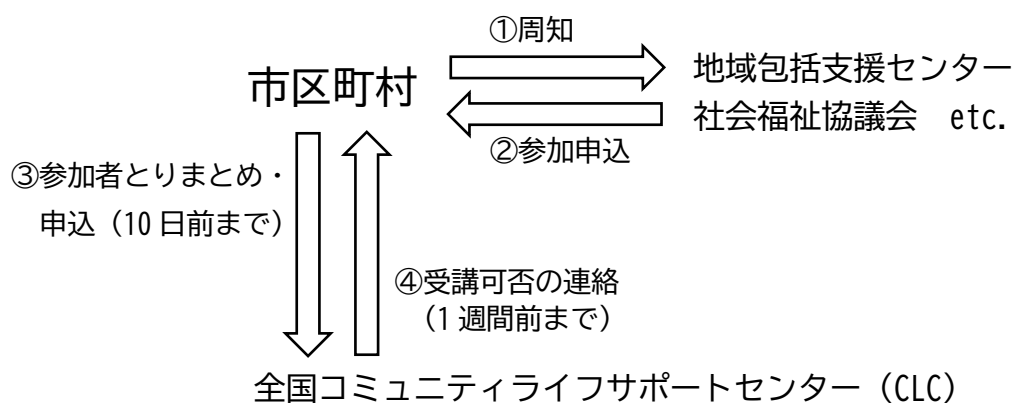 ①周知
市区町村
地域包括支援センター
社会福祉協議会　etc.
②参加申込
③参加者とりまとめ・
申込（10日前まで）
④受講可否の連絡
（1週間前まで）
全国コミュニティライフサポートセンター（CLC）